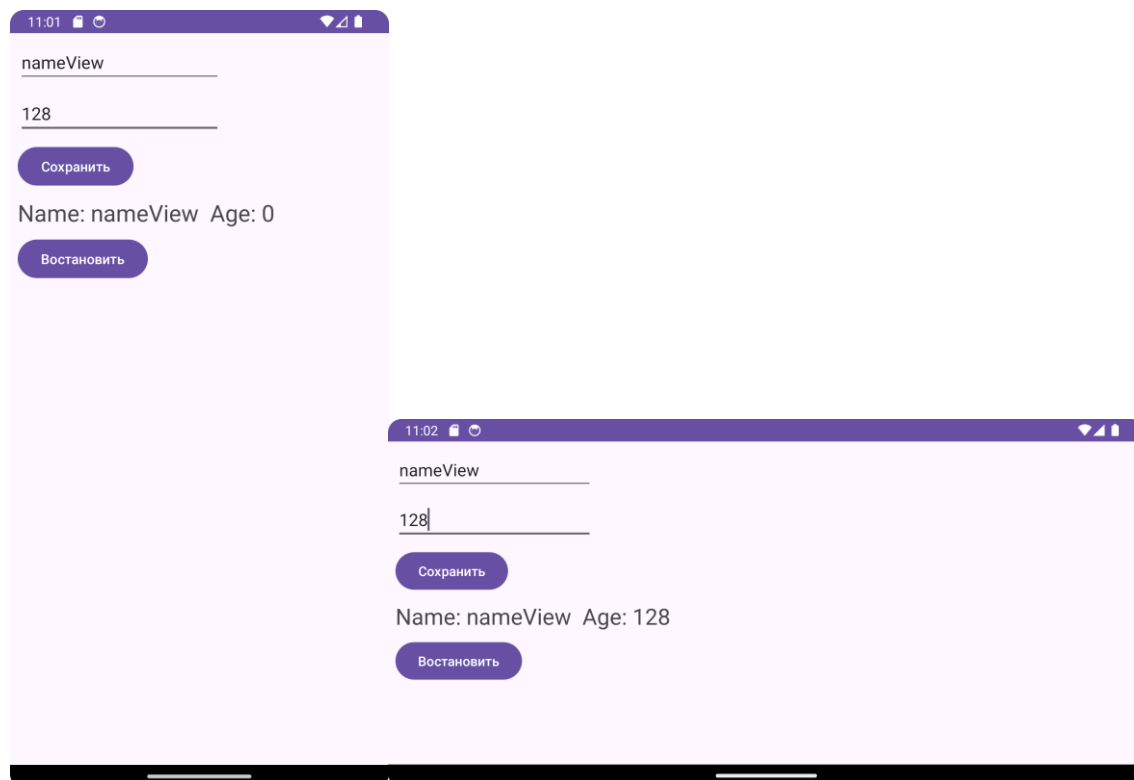 11:01
nameView
128
Сохранить
Name: nameView Age: 0
Востановить
11:02
nameView
128
Сохранить
Name: nameView Age: 128
Востановить